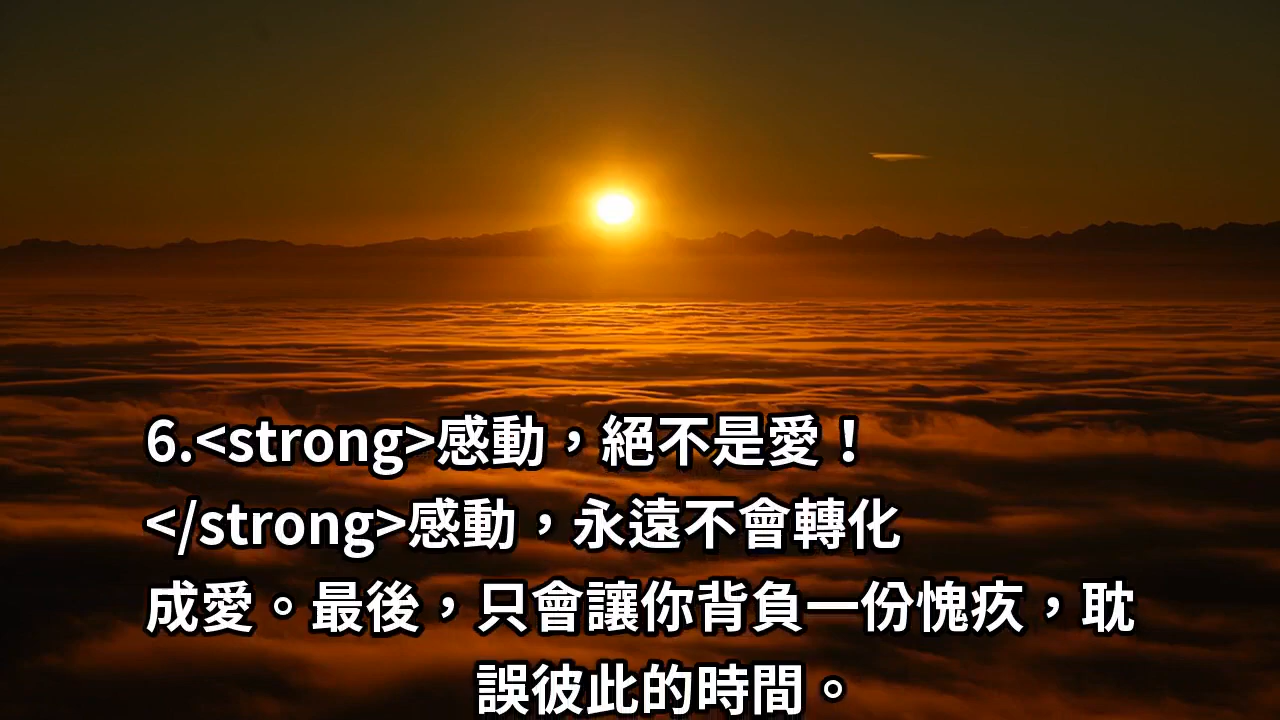 6.<strong>感動，絕不是愛！
</strong>感動，永遠不會轉化
成愛。最後，只會讓你背負一份愧疚，耽
誤彼此的時間。